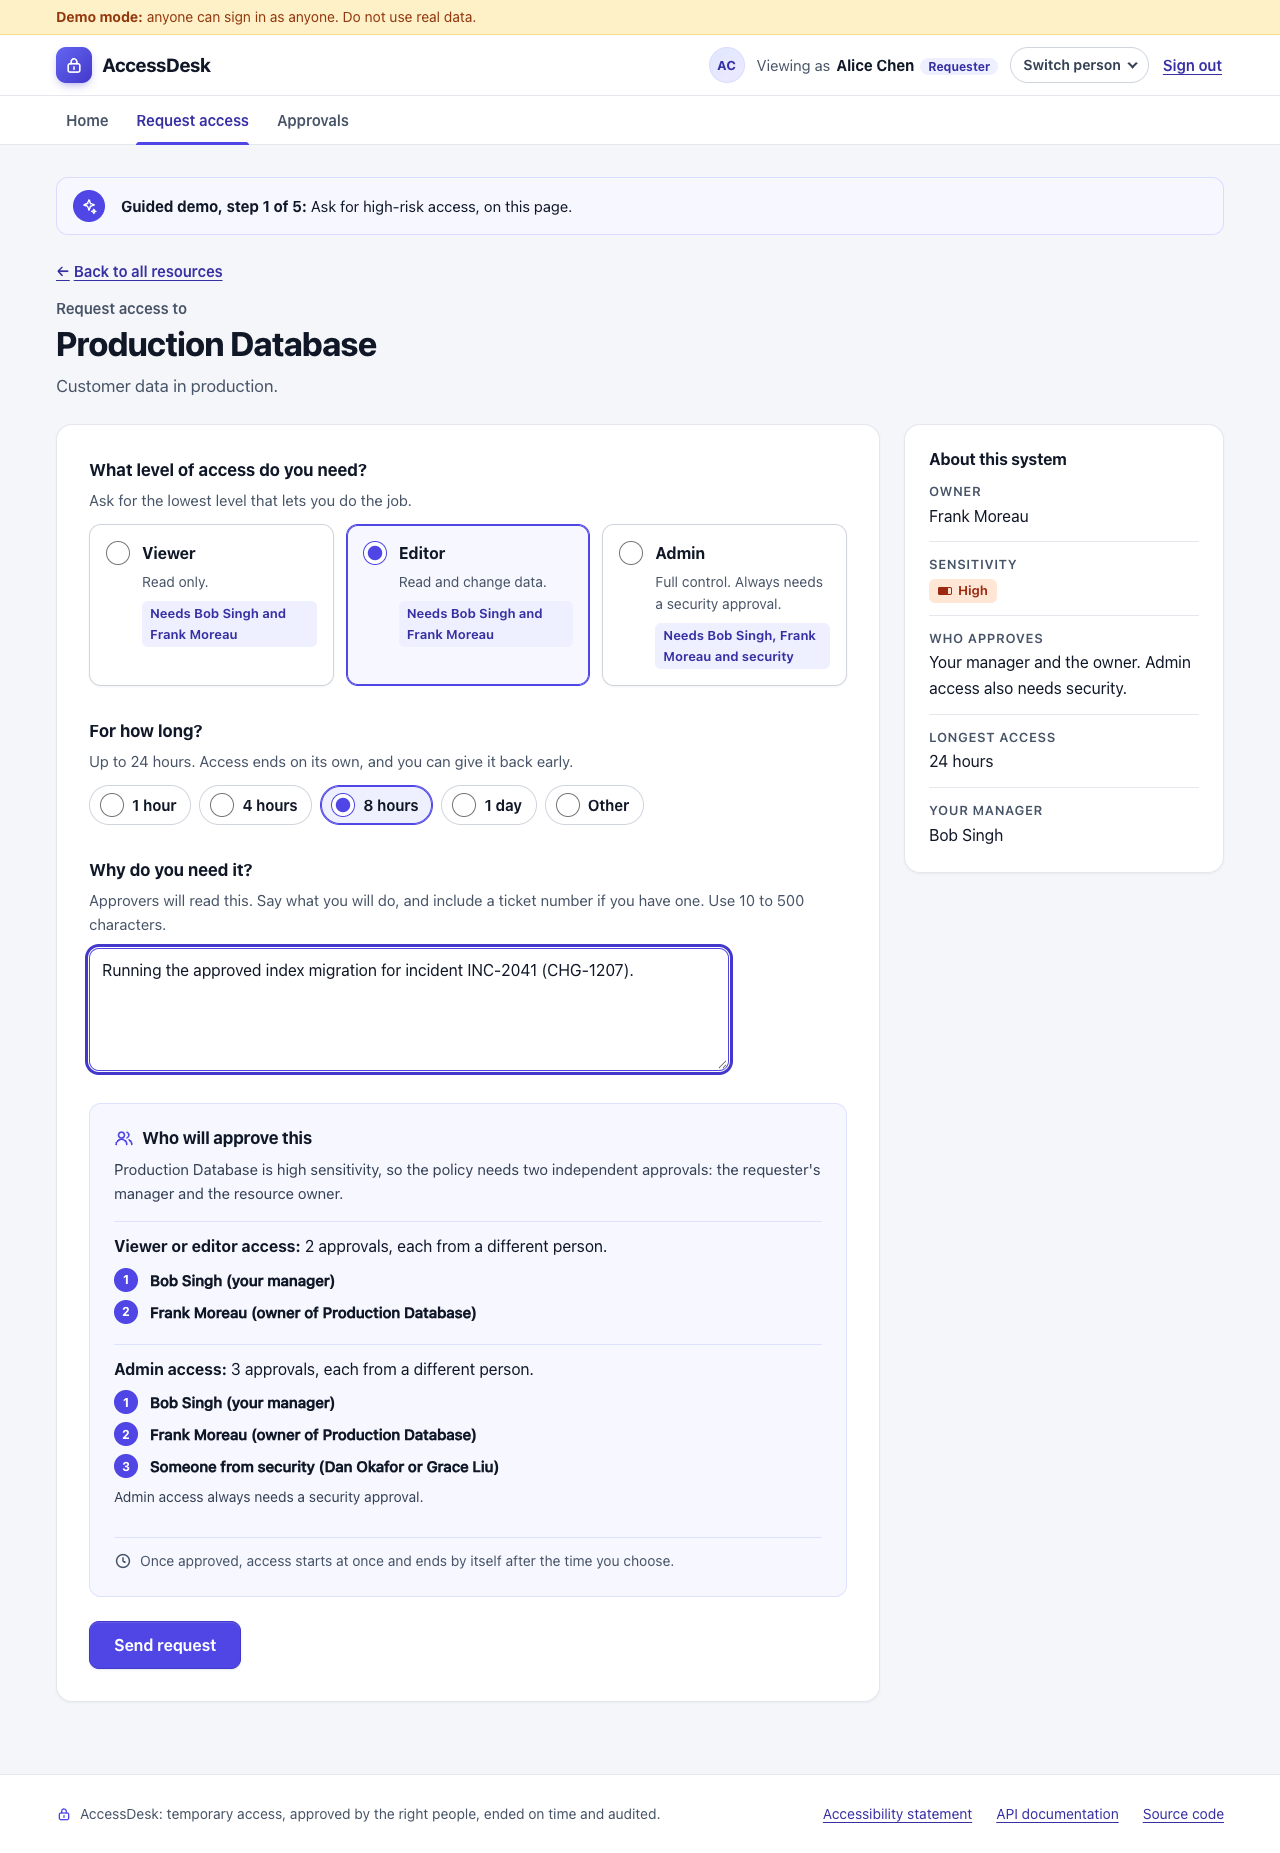 Demo mode: anyone can sign in as anyone. Do not use real data.
AccessDesk
AC Viewing as Alice Chen Requester Switch person Sign out
Home Request access Approvals
Guided demo, step 1 of 5: Ask for high-risk access, on this page.
← Back to all resources
Request access to
Production Database
Customer data in production.
What level of access do you need?
Ask for the lowest level that lets you do the job.
Viewer
Read only.
Needs Bob Singh and
Frank Moreau
Editor
Read and change data.
Needs Bob Singh and
Frank Moreau
Admin
Full control. Always needs
a security approval.
Needs Bob Singh, Frank
Moreau and security
For how long?
Up to 24 hours. Access ends on its own, and you can give it back early.
1 hour 4 hours 8 hours 1 day Other
Why do you need it?
Approvers will read this. Say what you will do, and include a ticket number if you have one. Use 10 to 500
characters.
Running the approved index migration for incident INC-2041 (CHG-1207).
Who will approve this
Production Database is high sensitivity, so the policy needs two independent approvals: the requester's
manager and the resource owner.
Viewer or editor access: 2 approvals, each from a different person.
1 Bob Singh (your manager)
2 Frank Moreau (owner of Production Database)
Admin access: 3 approvals, each from a different person.
1 Bob Singh (your manager)
2 Frank Moreau (owner of Production Database)
3 Someone from security (Dan Okafor or Grace Liu)
Admin access always needs a security approval.
Once approved, access starts at once and ends by itself after the time you choose.
Send request
About this system
OWNER
Frank Moreau
SENSITIVITY
High
WHO APPROVES
Your manager and the owner. Admin
access also needs security.
LONGEST ACCESS
24 hours
YOUR MANAGER
Bob Singh
AccessDesk: temporary access, approved by the right people, ended on time and audited.
Accessibility statement API documentation Source code